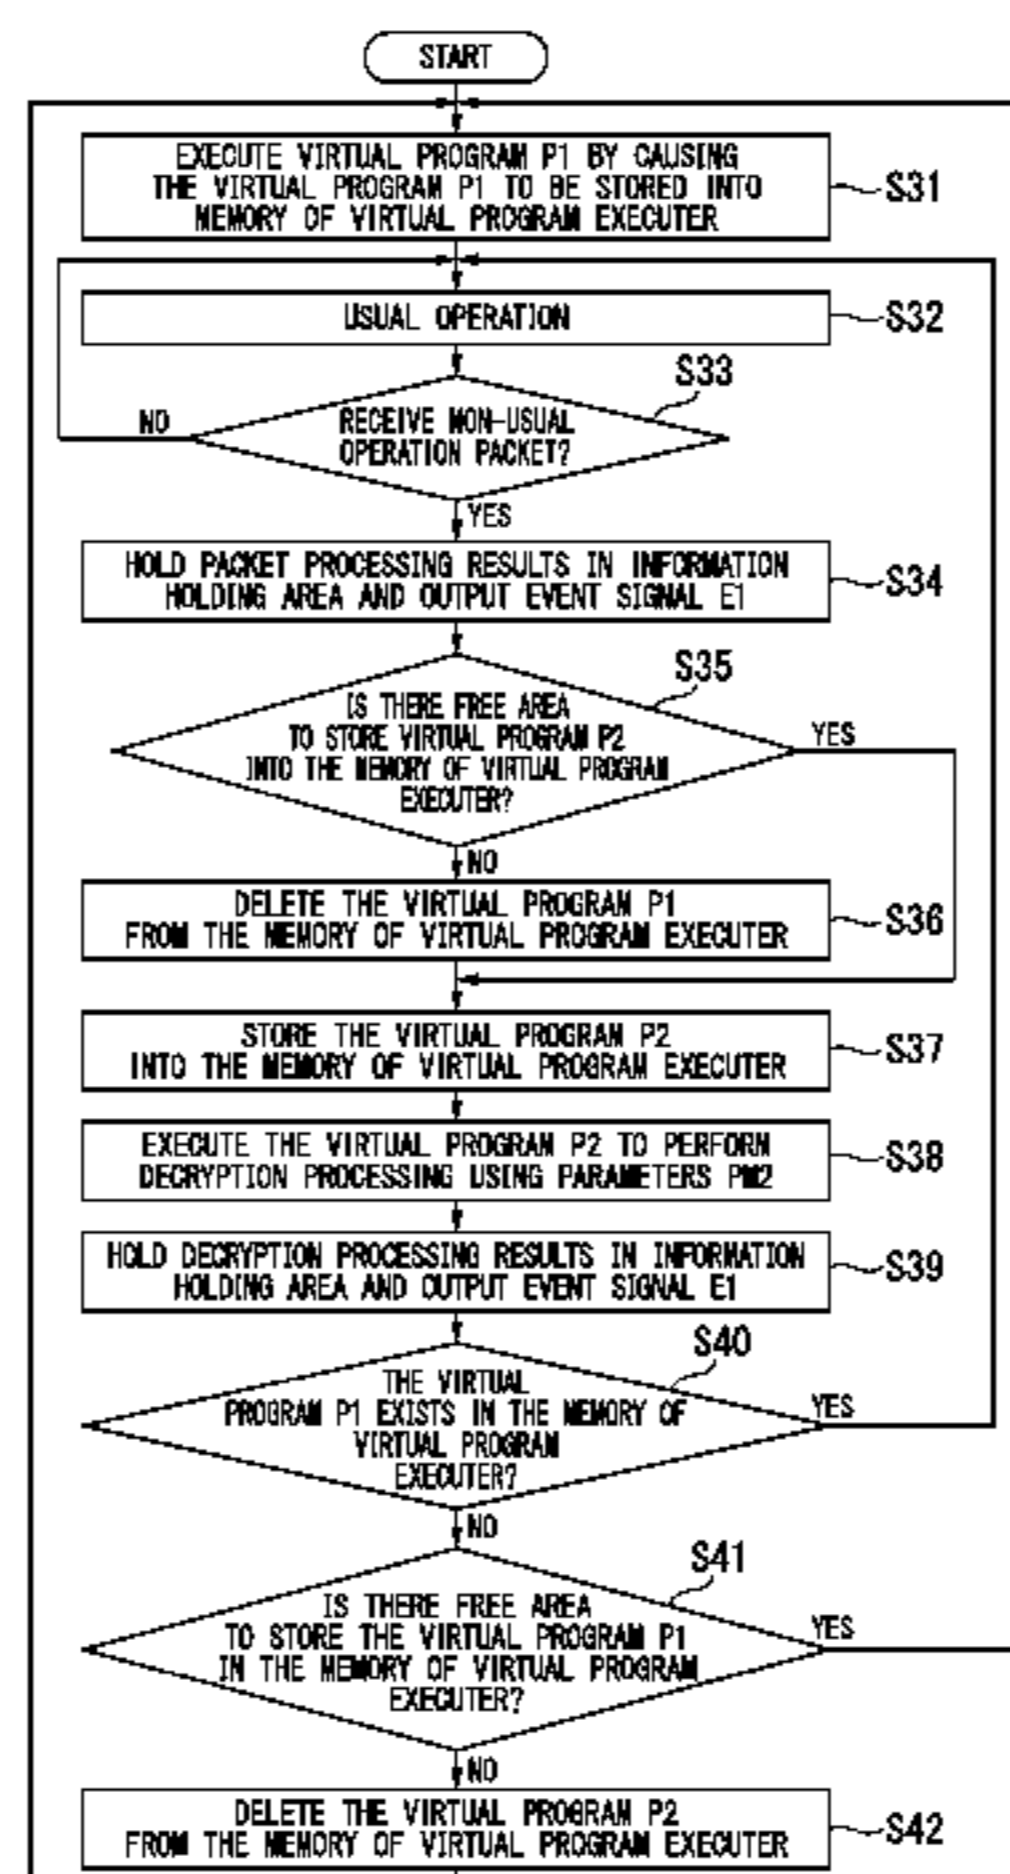 START
EXECUTE VIRTUAL PROGRAM P1 BY CAUSING
THE VIRTUAL PROGRAM P1 TO BE STORED INTO
MEMORY OF VIRTUAL PROGRAM EXECUTER
S31
USUAL OPERATION
S32
S33
RECEIVE NON-USUAL
OPERATION PACKET?
NO
YES
HOLD PACKET PROCESSING RESULTS IN INFORMATION
HOLDING AREA AND OUTPUT EVENT SIGNAL E1
S34
S35
IS THERE FREE AREA
TO STORE VIRTUAL PROGRAM P2
INTO THE MEMORY OF VIRTUAL PROGRAM
EXECUTER?
YES
NO
DELETE THE VIRTUAL PROGRAM P1
FROM THE MEMORY OF VIRTUAL PROGRAM EXECUTER
S36
STORE THE VIRTUAL PROGRAM P2
INTO THE MEMORY OF VIRTUAL PROGRAM EXECUTER
S37
EXECUTE THE VIRTUAL PROGRAM P2 TO PERFORM
DECRYPTION PROCESSING USING PARAMETERS PM2
S38
HOLD DECRYPTION PROCESSING RESULTS IN INFORMATION
HOLDING AREA AND OUTPUT EVENT SIGNAL E1
S39
S40
THE VIRTUAL
PROGRAM P1 EXISTS IN THE MEMORY OF
VIRTUAL PROGRAM
EXECUTER?
YES
NO
S41
IS THERE FREE AREA
TO STORE THE VIRTUAL PROGRAM P1
IN THE MEMORY OF VIRTUAL PROGRAM
EXECUTER?
YES
NO
DELETE THE VIRTUAL PROGRAM P2
FROM THE MEMORY OF VIRTUAL PROGRAM EXECUTER
S42